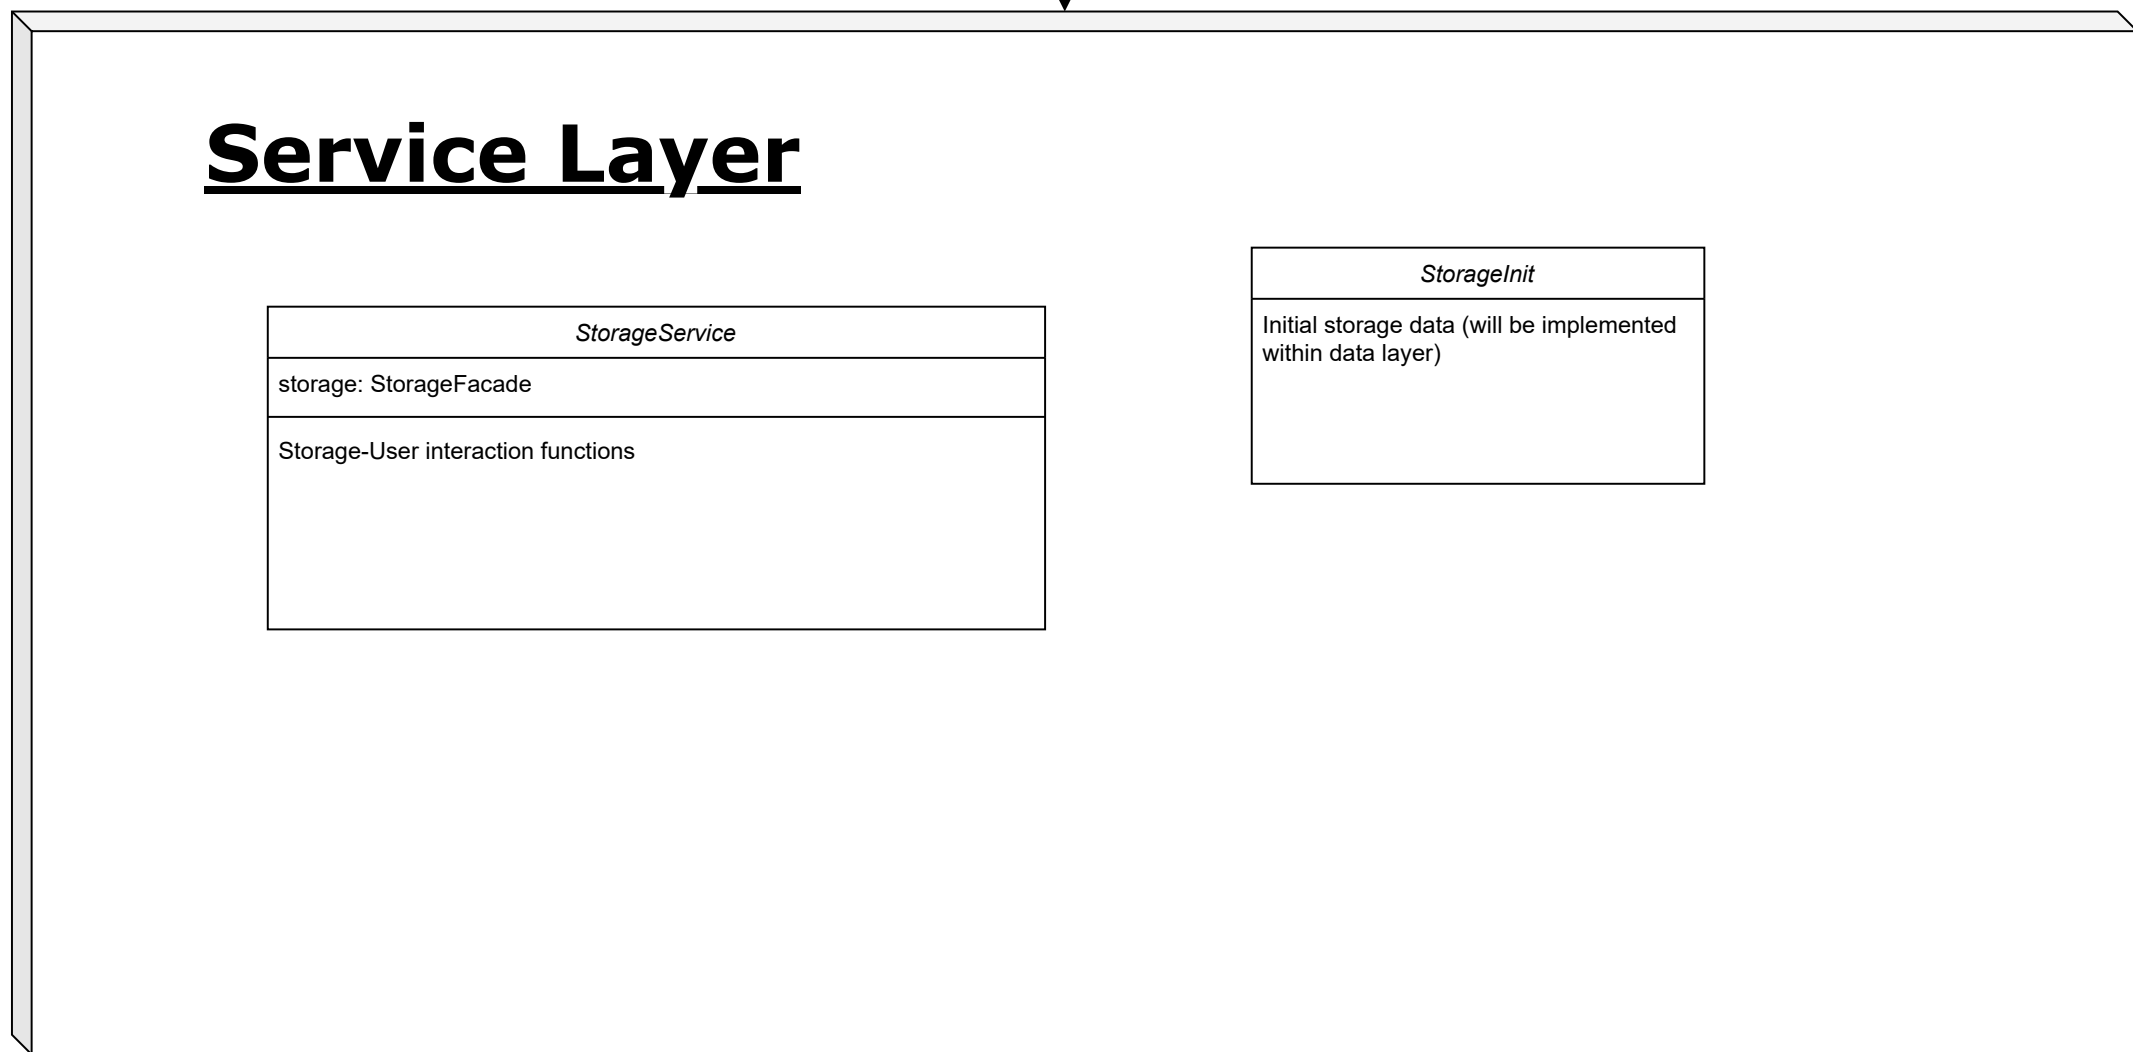 Service Layer
StorageInit
Initial storage data (will be implemented
within data layer)
StorageService
storage: StorageFacade
Storage-User interaction functions